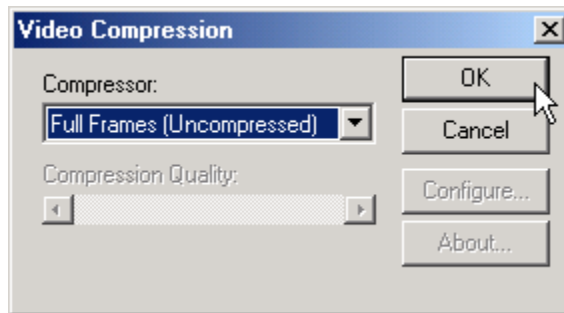 Video Compression
Compressor:
Full Frames (Uncompressed)
Compression Quality:
OK
Cancel
Configure...
About...